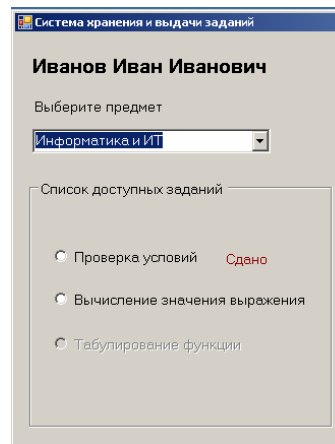 Система хранения и выдачи заданий
Иванов Иван Иванович
Выберите предмет
Информатика и ИТ
Список доступных заданий
Проверка условий Сдано
Вычисление значения выражения
Табулирование функции